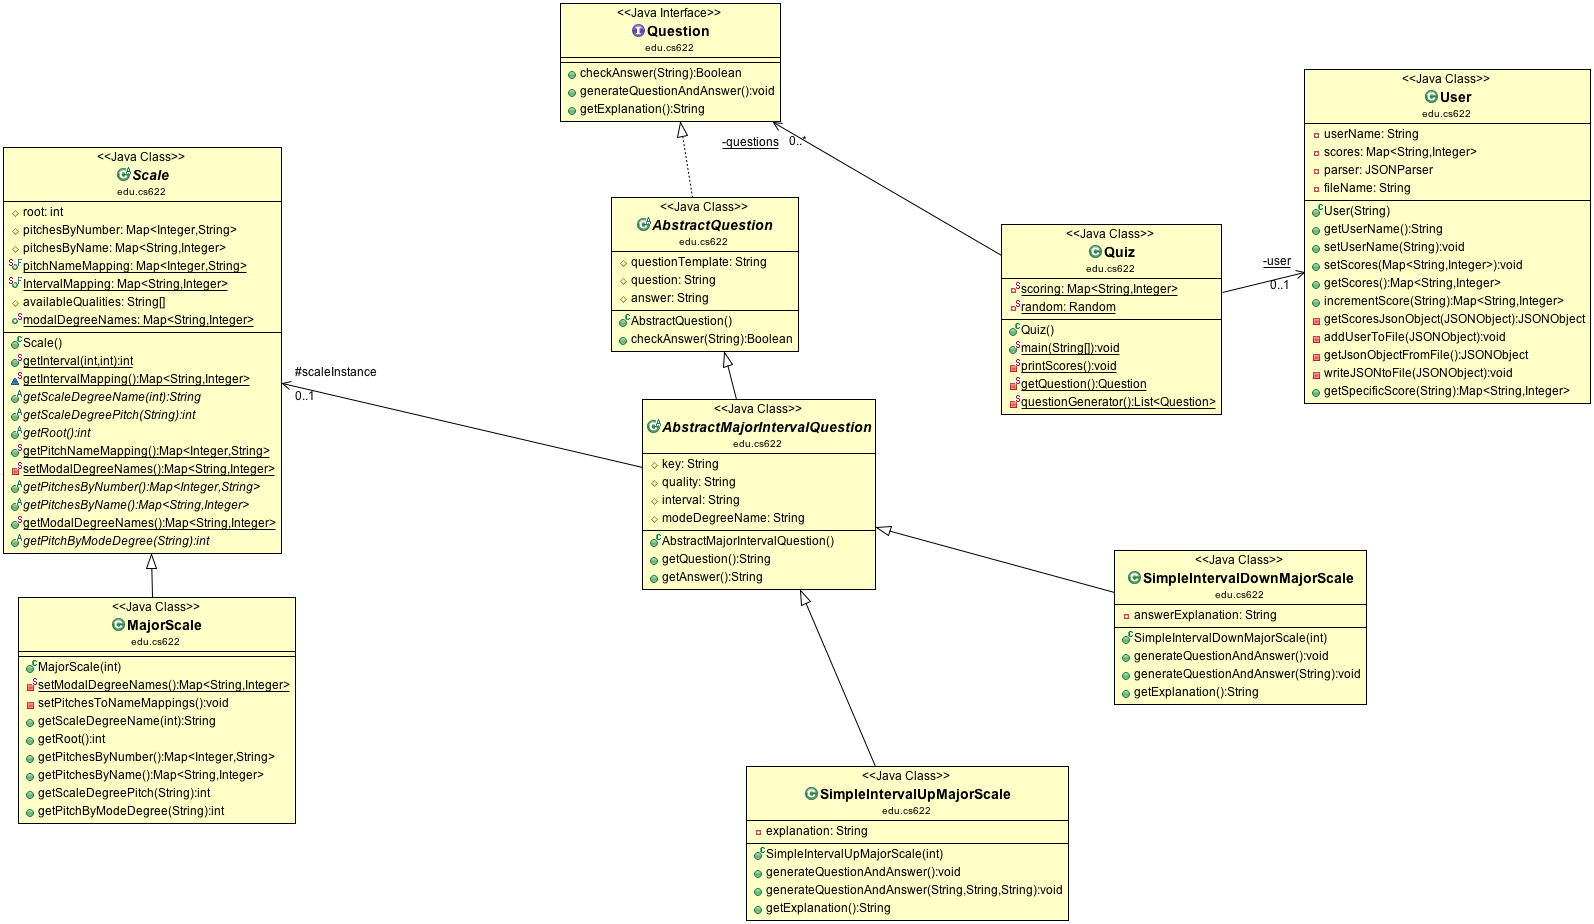 <<Java Interface>>
Question
edu.cs622
checkAnswer(String):Boolean
generateQuestionAndAnswer():void
getExplanation():String
-questions 0..*
<<Java Class>>
User
edu.cs622
userName: String
scores: Map<String,Integer>
parser: JSONParser
fileName: String
User(String)
getUserName():String
setUserName(String):void
setScores(Map<String,Integer>):void
getScores():Map<String,Integer>
incrementScore(String):Map<String,Integer>
getScoresJsonObject(JSONObject):JSONObject
addUserToFile(JSONObject):void
getJsonObjectFromFile():JSONObject
writeJSONtoFile(JSONObject):void
getSpecificScore(String):Map<String,Integer>
<<Java Class>>
Scale
edu.cs622
root: int
pitchesByNumber: Map<Integer,String>
pitchesByName: Map<String,Integer>
pitchNameMapping: Map<Integer,String>
IntervalMapping: Map<String,Integer>
availableQualities: String[]
modalDegreeNames: Map<String,Integer>
Scale()
getInterval(int,int):int
getIntervalMapping():Map<String,Integer>
getScaleDegreeName(int):String
getScaleDegreePitch(String):int
getRoot():int
getPitchNameMapping():Map<Integer,String>
setModalDegreeNames():Map<String,Integer>
getPitchesByNumber():Map<Integer,String>
getPitchesByName():Map<String,Integer>
getModalDegreeNames():Map<String,Integer>
getPitchByModeDegree(String):int
<<Java Class>>
AbstractQuestion
edu.cs622
questionTemplate: String
question: String
answer: String
AbstractQuestion()
checkAnswer(String):Boolean
<<Java Class>>
Quiz
edu.cs622
scoring: Map<String,Integer>
random: Random
Quiz()
main(String[]):void
printScores():void
getQuestion():Question
questionGenerator():List<Question>
-user
0..1
#scaleInstance
0..1
<<Java Class>>
AbstractMajorIntervalQuestion
edu.cs622
key: String
quality: String
interval: String
modeDegreeName: String
AbstractMajorIntervalQuestion()
getQuestion():String
getAnswer():String
<<Java Class>>
SimpleIntervalDownMajorScale
edu.cs622
answerExplanation: String
SimpleIntervalDownMajorScale(int)
generateQuestionAndAnswer():void
generateQuestionAndAnswer(String):void
getExplanation():String
<<Java Class>>
MajorScale
edu.cs622
MajorScale(int)
setModalDegreeNames():Map<String,Integer>
setPitchesToNameMappings():void
getScaleDegreeName(int):String
getRoot():int
getPitchesByNumber():Map<Integer,String>
getPitchesByName():Map<String,Integer>
getScaleDegreePitch(String):int
getPitchByModeDegree(String):int
<<Java Class>>
SimpleIntervalUpMajorScale
edu.cs622
explanation: String
SimpleIntervalUpMajorScale(int)
generateQuestionAndAnswer():void
generateQuestionAndAnswer(String,String,String):void
getExplanation():String